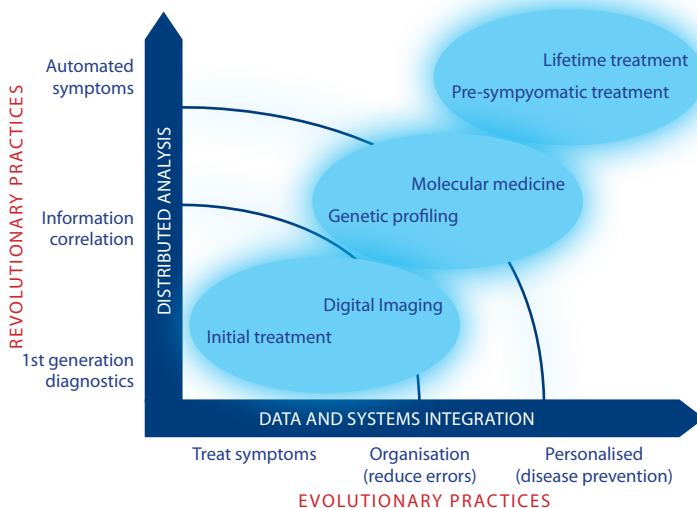 REVOLUTIONARY PRACTICES
Automated
symptoms
Information
correlation
1st generation
diagnostics
DISTRIBUTED ANALYSIS
Lifetime treatment
Pre-sympyomatic treatment
Molecular medicine
Genetic profiling
Digital Imaging
Initial treatment
DATA AND SYSTEMS INTEGRATION
Treat symptoms
Organisation
(reduce errors)
Personalised
(disease prevention)
EVOLUTIONARY PRACTICES